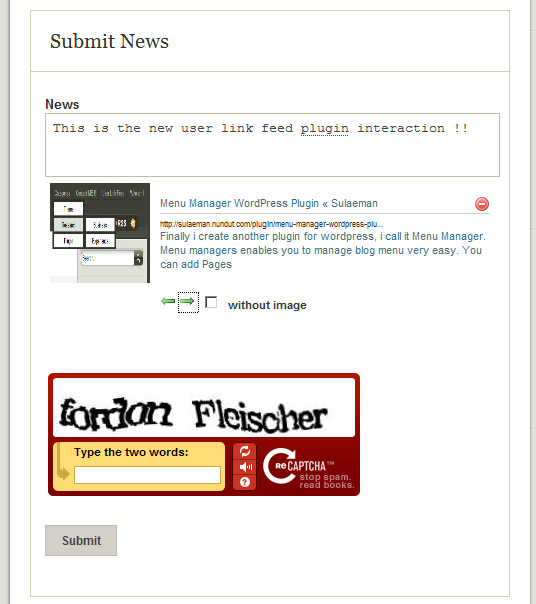 Submit News
News
This is the new user link feed plugin interaction !!
Menu Manager WordPress Plugin « Sulaeman
http://sulaeman.nundut.com/plugin/menu-manager-wordpress-plu...
Finally i create another plugin for wordpress, i call it Menu Manager.
Menu managers enables you to manage blog menu very easy. You
can add Pages
without image
fordon Fleischer
Type the two words:
reCAPTCHA™
stop spam.
read books.
Submit